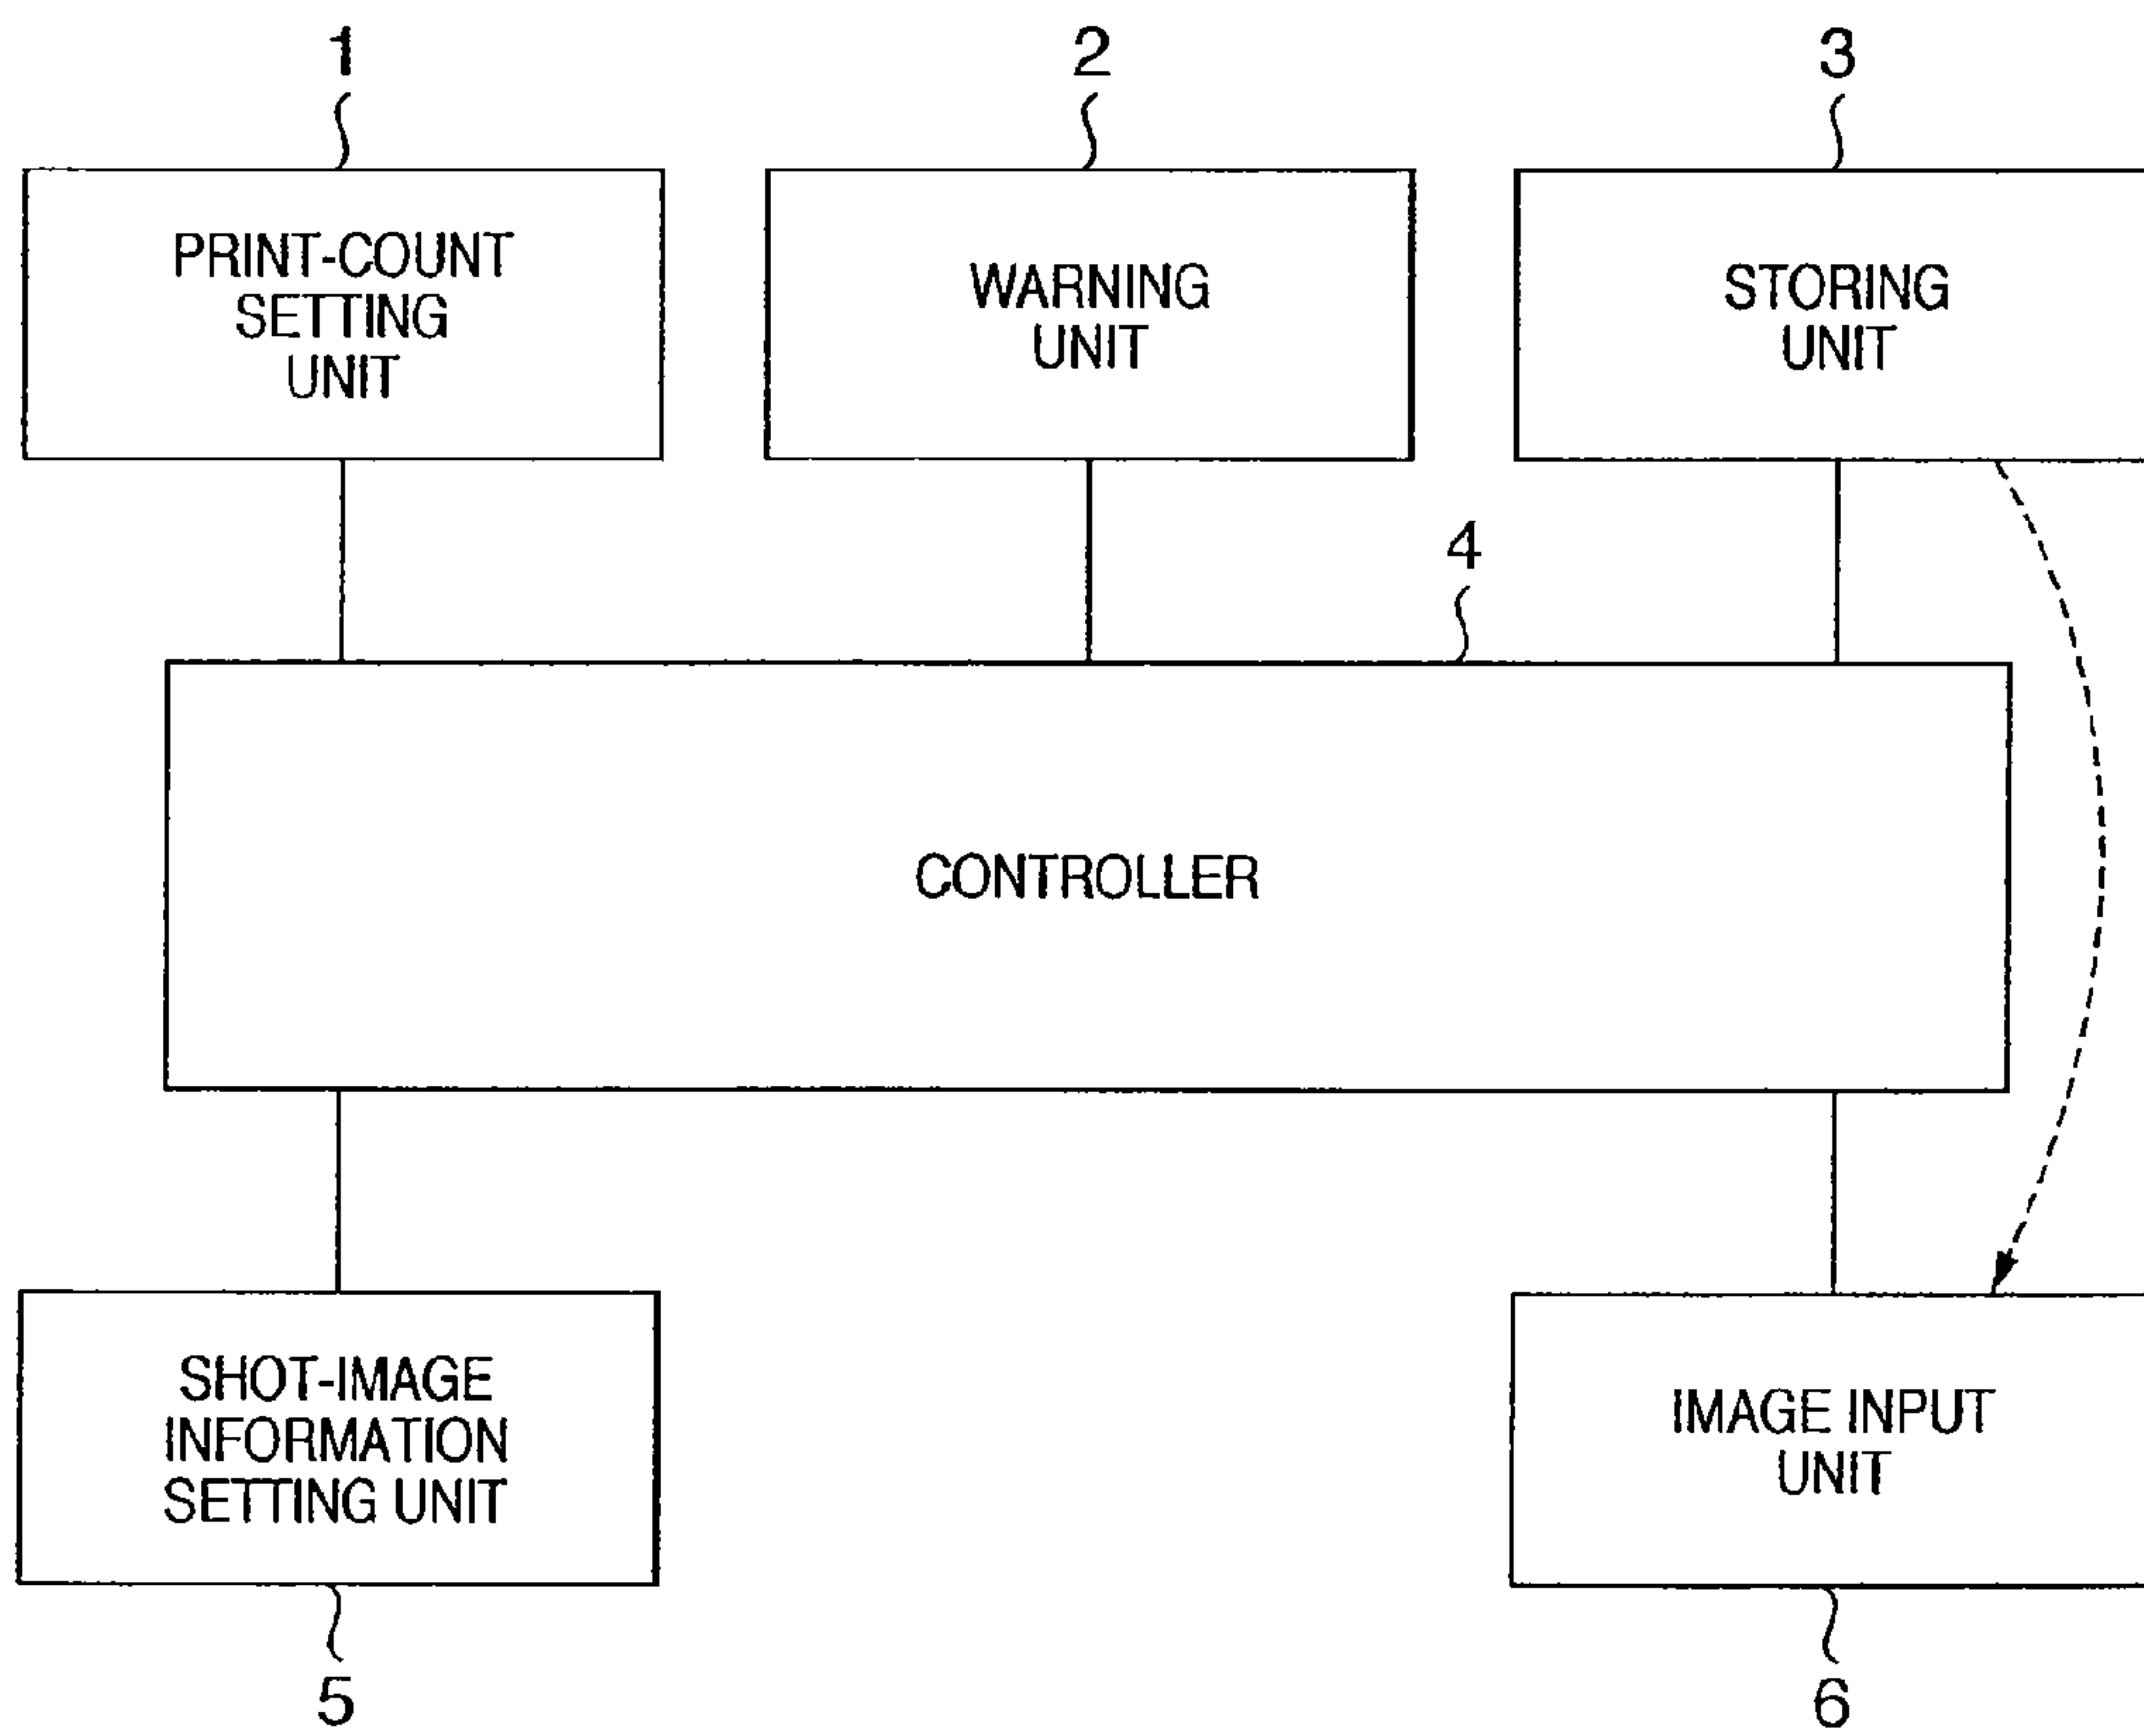 1
2
3
PRINT-COUNT
SETTING
UNIT
WARNING
UNIT
STORING
UNIT
4
CONTROLLER
SHOT-IMAGE
INFORMATION
SETTING UNIT
IMAGE INPUT
UNIT
5
6